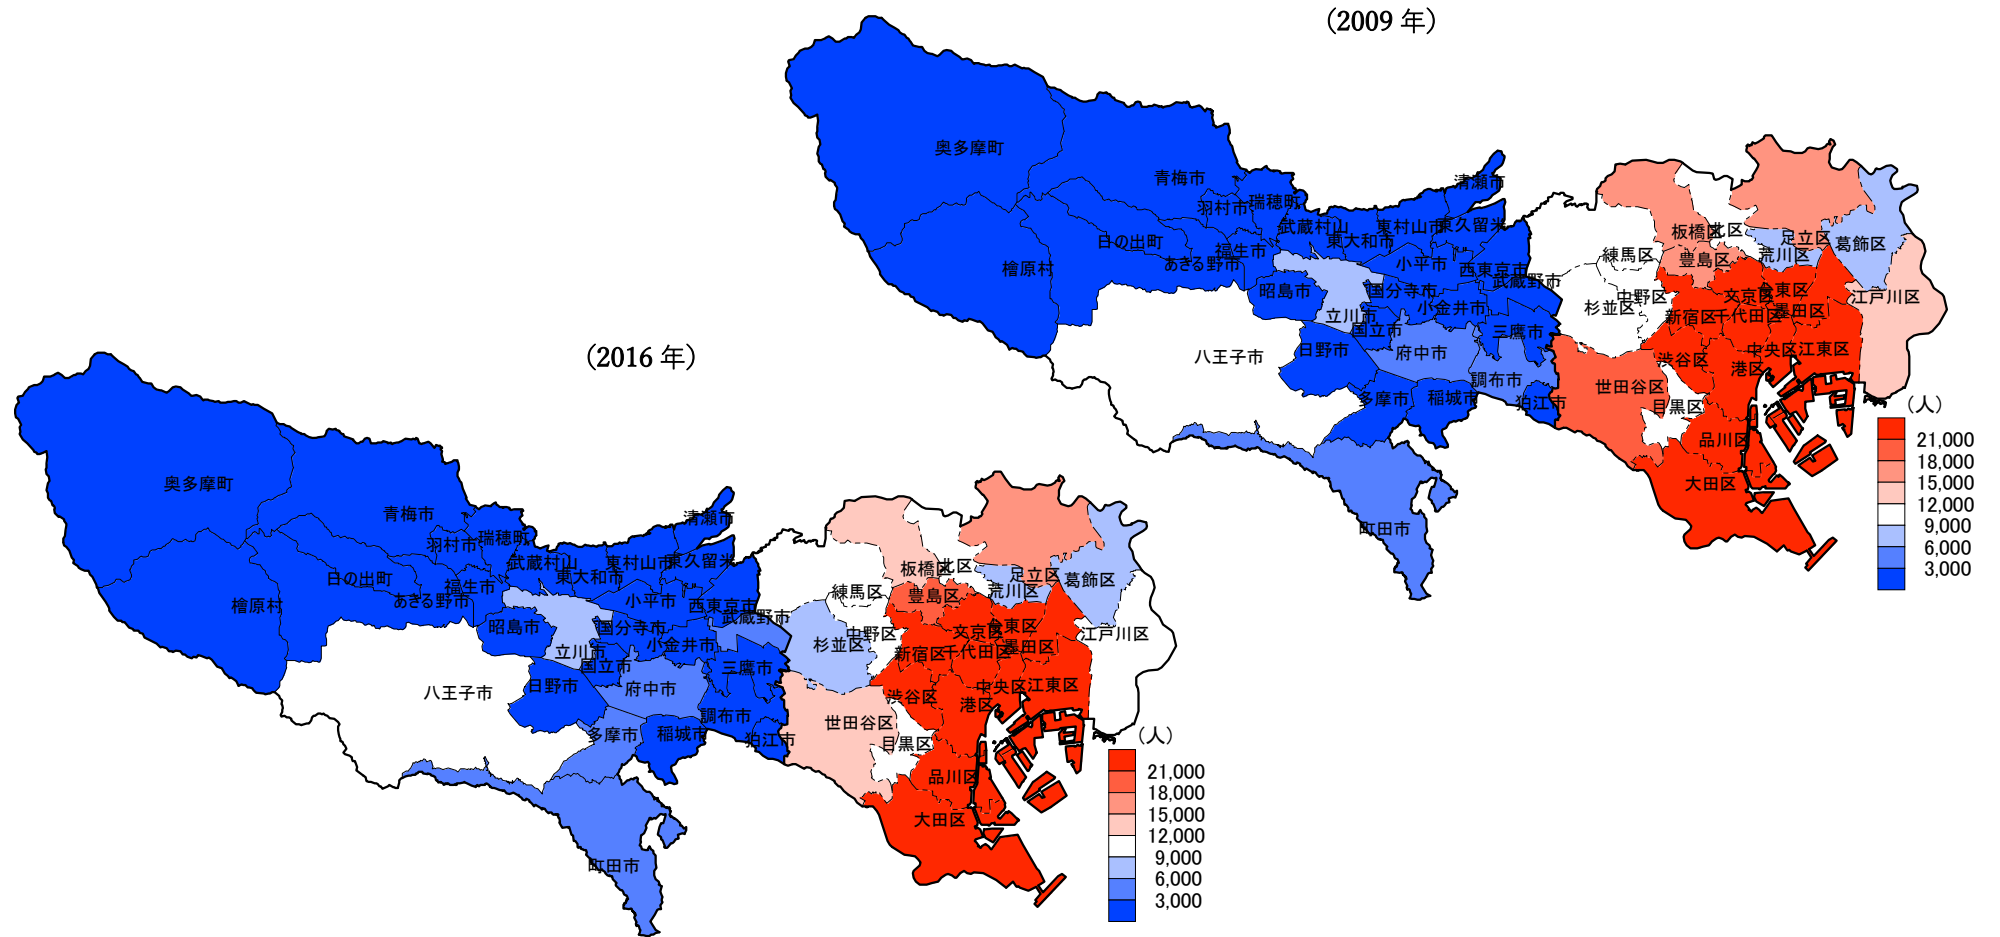 (2009 年)
奥多摩町
青梅市
清瀬市
羽村市
瑞穂町
武蔵村山
東大和市
東村山市
東久留米
日の出町
福生市
あきる野市
檜原村
昭島市
立川市
小平市
西東京市
武蔵野市
国分寺市
小金井市
国立市
三鷹市
八王子市
日野市
府中市
調布市
多摩市
稲城市
狛江市
町田市
板橋区
北区
足立区
葛飾区
練馬区
豊島区
荒川区
中野区
杉並区
文京区
台東区
江戸川区
新宿区
千代田区
墨田区
渋谷区
中央区
江東区
港区
世田谷区
目黒区
品川区
大田区
(人)
21,000
18,000
15,000
12,000
9,000
6,000
3,000
(2016 年)
奥多摩町
青梅市
清瀬市
羽村市
瑞穂町
武蔵村山
東大和市
東村山市
東久留米
日の出町
福生市
あきる野市
檜原村
昭島市
立川市
小平市
西東京市
武蔵野市
国分寺市
小金井市
国立市
三鷹市
八王子市
日野市
府中市
調布市
多摩市
稲城市
狛江市
町田市
板橋区
北区
足立区
葛飾区
練馬区
豊島区
荒川区
中野区
杉並区
文京区
台東区
江戸川区
新宿区
千代田区
墨田区
渋谷区
中央区
江東区
港区
世田谷区
目黒区
品川区
大田区
(人)
21,000
18,000
15,000
12,000
9,000
6,000
3,000